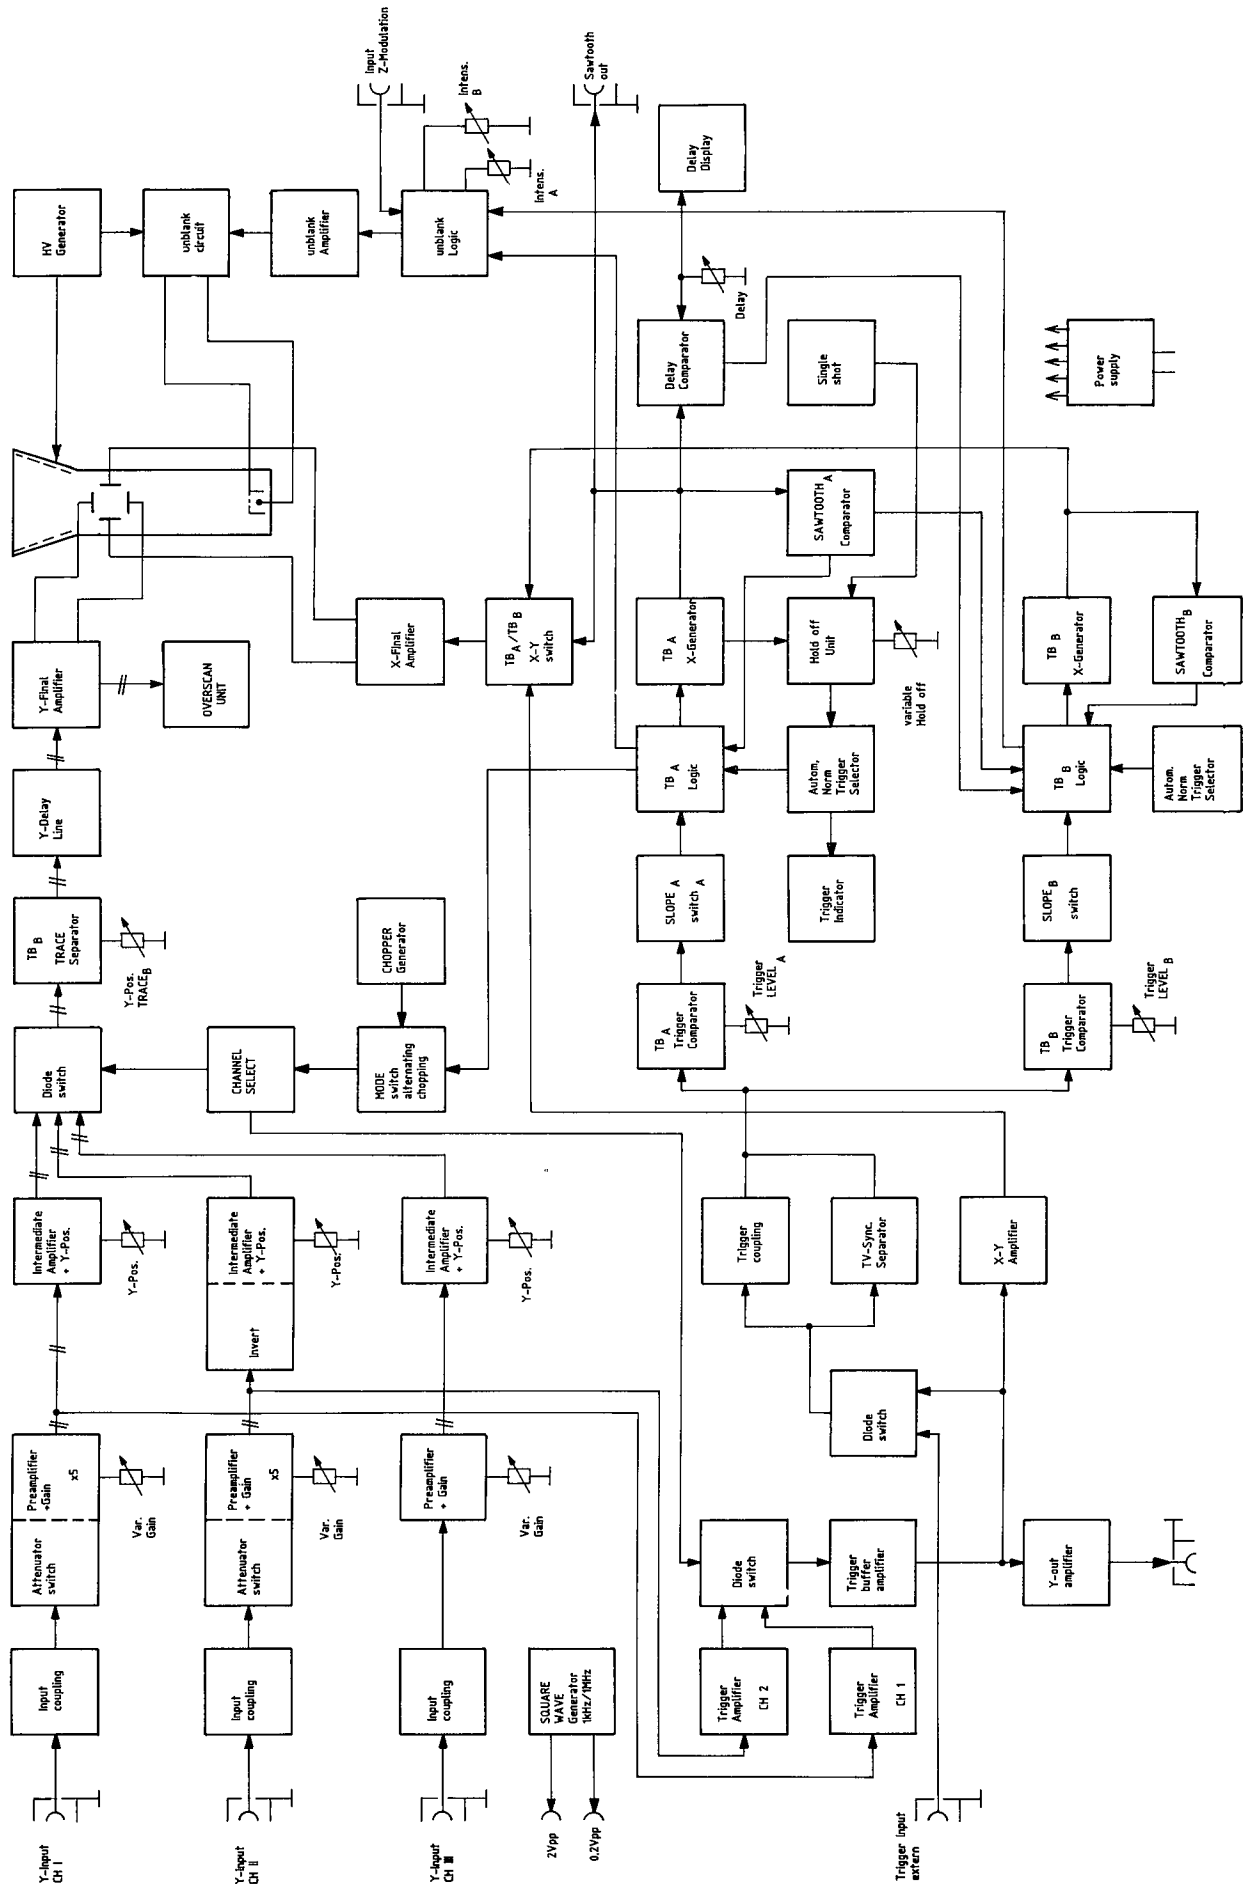 Y-Input
CH I
Input
coupling
Attenuator
switch
Preamplifier
+Gain
x5
Var.
Gain
Intermediate
Amplifier
+ Y-Pos.
Y-Pos.
Diode
switch
TB B
TRACE
Separator
Y-Pos.
TRACE B
Y-Delay
Line
Y-Final
Amplifier
OVERSCAN
UNIT
HV
Generator
Y-Input
CH II
Input
coupling
Attenuator
switch
Preamplifier
+ Gain
x5
Var.
Gain
Invert
Intermediate
Amplifier
+ Y-Pos.
Y-Pos.
CHANNEL
SELECT
unblank
circuit
unblank
Amplifier
Y-Input
CH III
Input
coupling
Preamplifier
+ Gain
Var.
Gain
Intermediate
Amplifier
+ Y-Pos.
Y-Pos.
MODE
switch
alternating
chopping
CHOPPER
Generator
X-Final
Amplifier
unblank
Logic
Intens.
A
Intens.
B
Input
Z-Modulation
SQUARE
WAVE
Generator
1kHz/1MHz
2Vpp
0.2Vpp
TB A /TB B
X-Y
switch
Sawtooth
out
Trigger
Amplifier
CH 2
Diode
switch
Trigger
coupling
TB A
Trigger
Comparator
Trigger
LEVEL A
SLOPE A
switch A
TB A
Logic
TB A
X-Generator
Delay
Comparator
Delay
Delay
Display
Trigger
Amplifier
CH 1
Trigger
buffer
amplifier
Diode
switch
TV-Sync.
Separator
Trigger
Indicator
Autom.
Norm
Trigger
Selector
Hold off
Unit
variable
Hold off
SAWTOOTH A
Comparator
Single
shot
Trigger Input
extern
Y-out
amplifier
X-Y
Amplifier
TB B
Trigger
Comparator
Trigger
LEVEL B
SLOPE B
switch
TB B
Logic
TB B
X-Generator
Autom.
Norm
Trigger
Selector
SAWTOOTH B
Comparator
Power
supply